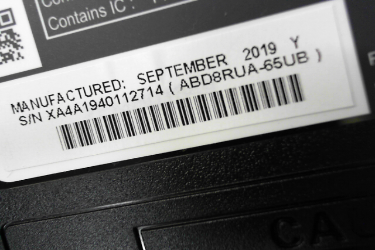 Contains IC
MANUFACTURED: SEPTEMBER 2019 Y
S/N XA4A1940112714 ( ABD8RUA-65UB )